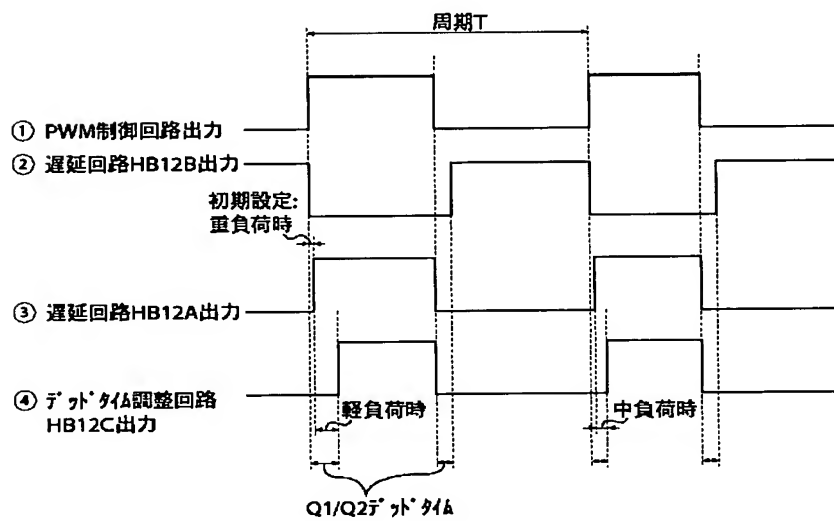 周期T
① PWM制御回路出力
② 遅延回路HB12B出力
初期設定:
重負荷時
③ 遅延回路HB12A出力
④ ﾃﾞｯﾄﾞﾀｲﾑ調整回路
HB12C出力
軽負荷時
中負荷時
Q1/Q2ﾃﾞｯﾄﾞﾀｲﾑ